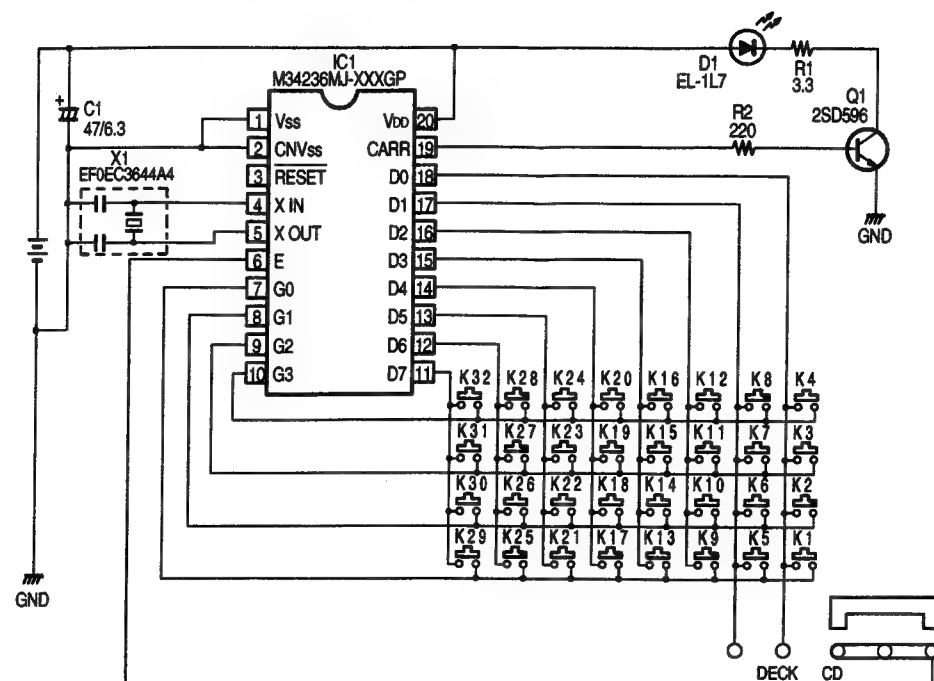 IC1
M34236MJ-XXXGP
D1
EL-1L7
R1
3.3
Q1
2SD596
R2
220
+
C1
47/6.3
X1
EF0EC3644A4
1 Vss
2 CNVss
3 RESET
4 X IN
5 X OUT
6 E
7 G0
8 G1
9 G2
10 G3
VDD 20
CARR 19
D0 18
D1 17
D2 16
D3 15
D4 14
D5 13
D6 12
D7 11
GND
K32 K28 K24 K20 K16 K12 K8 K4
K31 K27 K23 K19 K15 K11 K7 K3
K30 K26 K22 K18 K14 K10 K6 K2
K29 K25 K21 K17 K13 K9 K5 K1
GND
DECK CD